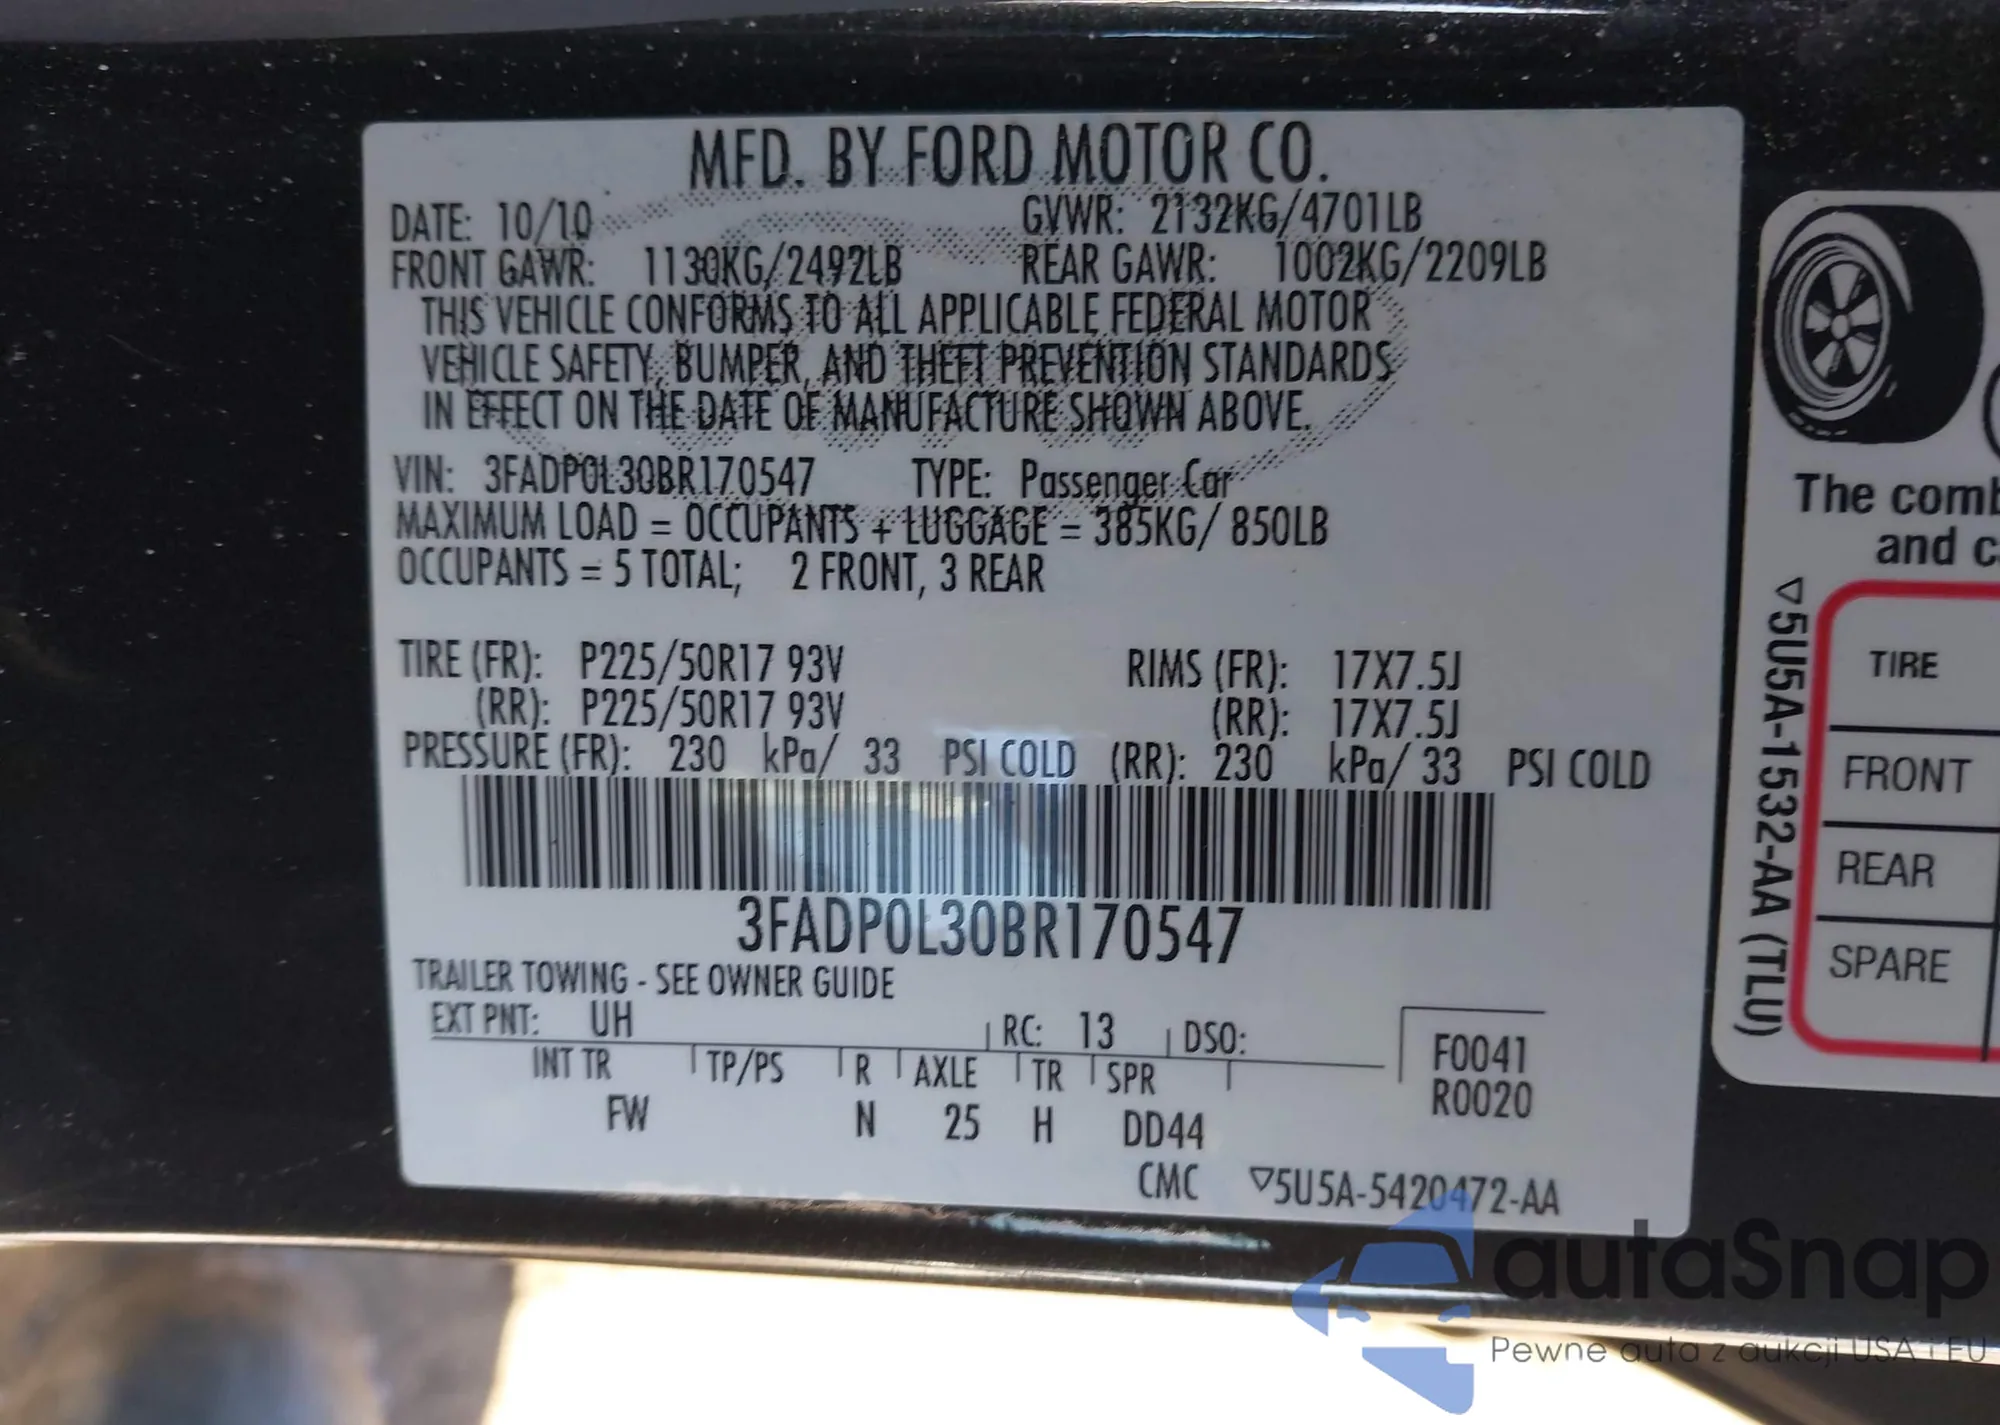 MFD. BY FORD MOTOR CO.
DATE: 10/10 GVWR: 2132KG/4701LB
FRONT GAWR: 1130KG/2492LB REAR GAWR: 1002KG/2209LB
THIS VEHICLE CONFORMS TO ALL APPLICABLE FEDERAL MOTOR
VEHICLE SAFETY, BUMPER, AND THEFT PREVENTION STANDARDS
IN EFFECT ON THE DATE OF MANUFACTURE SHOWN ABOVE.
VIN: 3FADP0L30BR170547 TYPE: Passenger Car
MAXIMUM LOAD = OCCUPANTS + LUGGAGE = 385KG/ 850LB
OCCUPANTS = 5 TOTAL; 2 FRONT, 3 REAR
TIRE (FR): P225/50R17 93V RIMS (FR): 17X7.5J
(RR): P225/50R17 93V (RR): 17X7.5J
PRESSURE (FR): 230 kPa/ 33 PSI COLD (RR): 230 kPa/ 33 PSI COLD
3FADP0L30BR170547
TRAILER TOWING - SEE OWNER GUIDE
EXT PNT: UH RC: 13 DSO:
INT TR TP/PS R AXLE TR SPR F0041
R0020
FW N 25 H DD44
CMC ▽5U5A-5420472-AA
The comb
and c
▽5U5A-1532-AA (TLU)
TIRE
FRONT
REAR
SPARE
autaSnap
Pewne auta z aukcji USA i EU